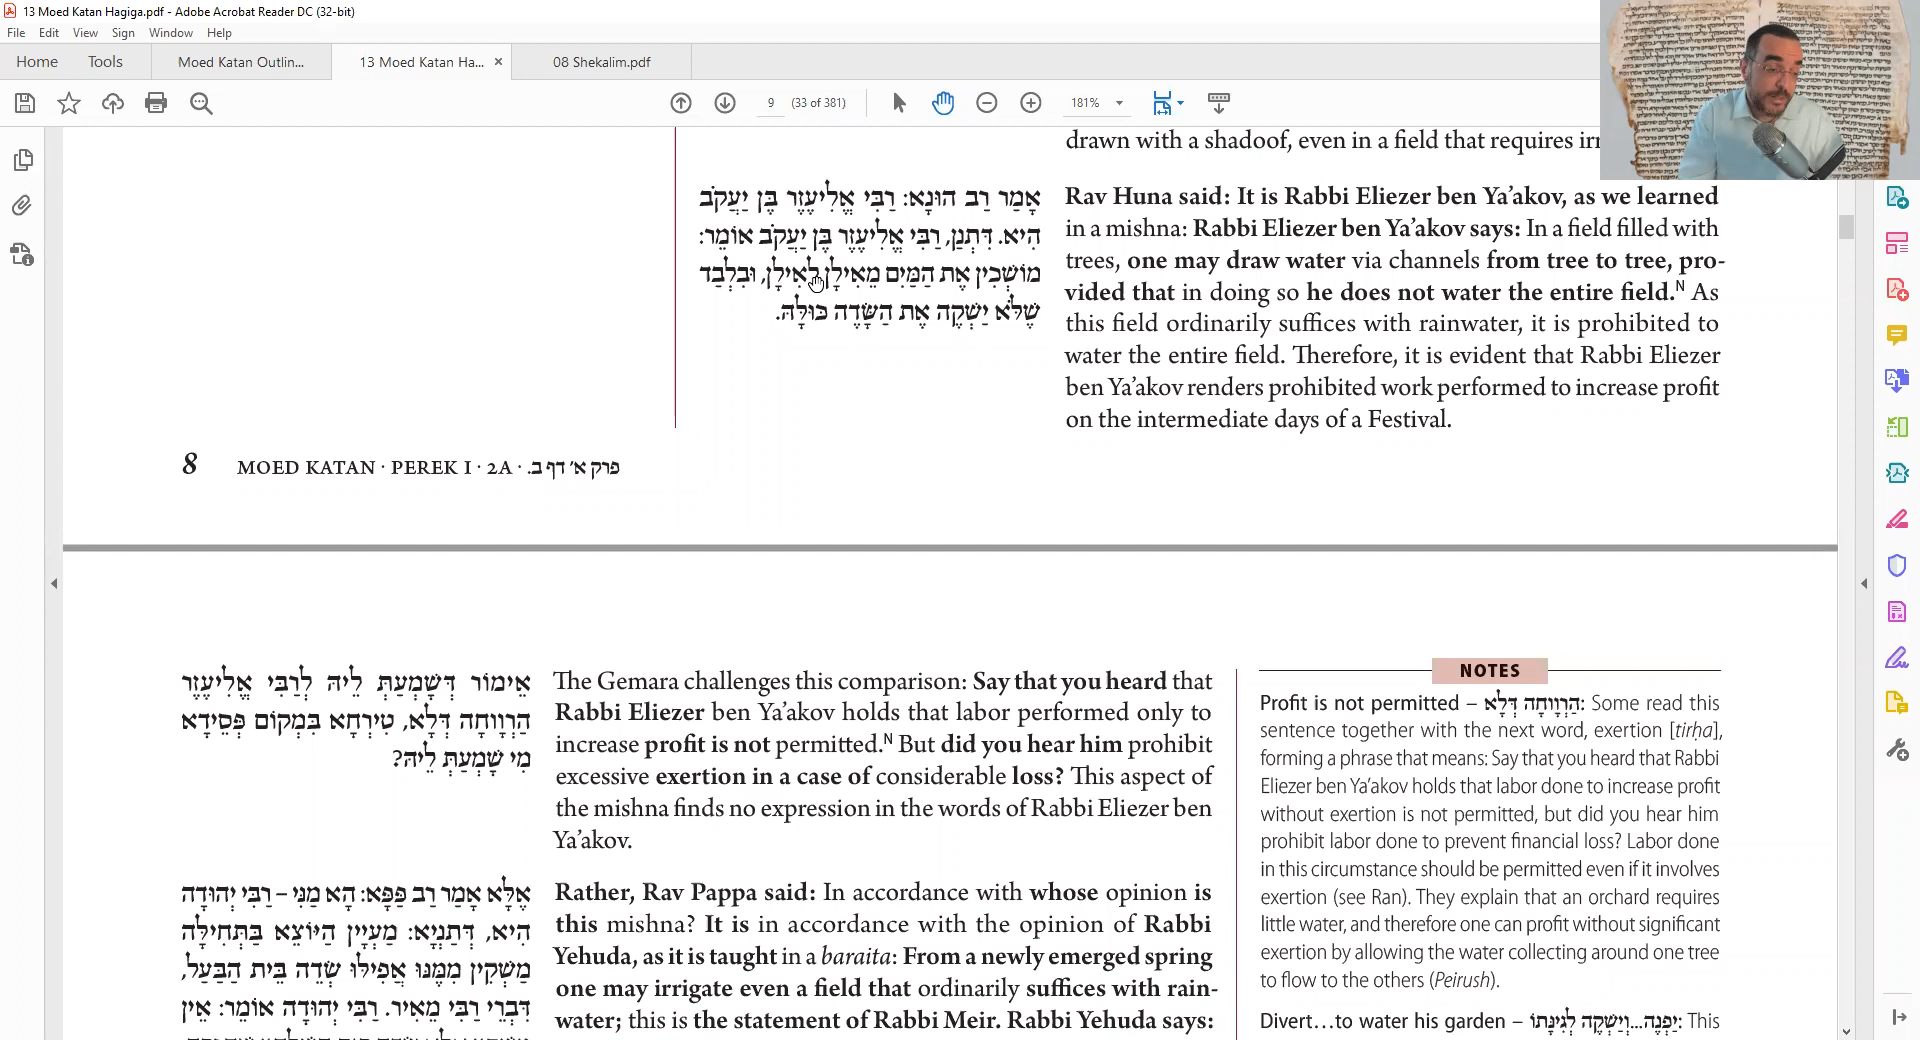 13 Moed Katan Hagiga.pdf - Adobe Acrobat Reader DC (32-bit)
File Edit View Sign Window Help
Home Tools Moed Katan Outlin... 13 Moed Katan Ha... × 08 Shekalim.pdf
9 (33 of 381) 181%
drawn with a shadoof, even in a field that requires
אָמַר רַב הוּנָא: רַבִּי אֱלִיעֶזֶר בֶּן יַעֲקֹב
הִיא. דִּתְנַן, רַבִּי אֱלִיעֶזֶר בֶּן יַעֲקֹב אוֹמֵר:
מוֹשְׁכִין אֶת הַמַּיִם מֵאִילָן לְאִילָן, וּבִלְבַד
שֶׁלֹּא יַשְׁקֶה אֶת הַשָּׂדֶה כּוּלָּהּ.
Rav Huna said: It is Rabbi Eliezer ben Ya’akov, as we learned
in a mishna: Rabbi Eliezer ben Ya’akov says: In a field filled with
trees, one may draw water via channels from tree to tree, pro-
vided that in doing so he does not water the entire field.N As
this field ordinarily suffices with rainwater, it is prohibited to
water the entire field. Therefore, it is evident that Rabbi Eliezer
ben Ya’akov renders prohibited work performed to increase profit
on the intermediate days of a Festival.
8 MOED KATAN · PEREK I · 2A · פרק א׳ דף ב.
אֵימוֹר דְּשָׁמְעַתְּ לֵיהּ לְרַבִּי אֱלִיעֶזֶר
הַרְוָוחָה דְּלָא, טִירְחָא בִּמְקוֹם פְּסֵידָא
מִי שָׁמְעַתְּ לֵיהּ?
The Gemara challenges this comparison: Say that you heard that
Rabbi Eliezer ben Ya’akov holds that labor performed only to
increase profit is not permitted.N But did you hear him prohibit
excessive exertion in a case of considerable loss? This aspect of
the mishna finds no expression in the words of Rabbi Eliezer ben
Ya’akov.
אֶלָּא אָמַר רַב פַּפָּא: הָא מַנִּי – רַבִּי יְהוּדָה
הִיא, דְּתַנְיָא: מַעְיָין הַיּוֹצֵא בַּתְּחִילָּה
מַשְׁקִין מִמֶּנּוּ אֲפִילּוּ שְׂדֵה בֵּית הַבַּעַל,
דִּבְרֵי רַבִּי מֵאִיר. רַבִּי יְהוּדָה אוֹמֵר: אֵין
Rather, Rav Pappa said: In accordance with whose opinion is
this mishna? It is in accordance with the opinion of Rabbi
Yehuda, as it is taught in a baraita: From a newly emerged spring
one may irrigate even a field that ordinarily suffices with rain-
water; this is the statement of Rabbi Meir. Rabbi Yehuda says:
NOTES
Profit is not permitted – הַרְוָוחָה דְּלָא: Some read this
sentence together with the next word, exertion [tirḥa],
forming a phrase that means: Say that you heard that Rabbi
Eliezer ben Ya’akov holds that labor done to increase profit
without exertion is not permitted, but did you hear him
prohibit labor done to prevent financial loss? Labor done
in this circumstance should be permitted even if it involves
exertion (see Ran). They explain that an orchard requires
little water, and therefore one can profit without significant
exertion by allowing the water collecting around one tree
to flow to the others (Peirush).
Divert…to water his garden – יַפְנֶה...וְיַשְׁקֶה לְגִינָּתוֹ: This